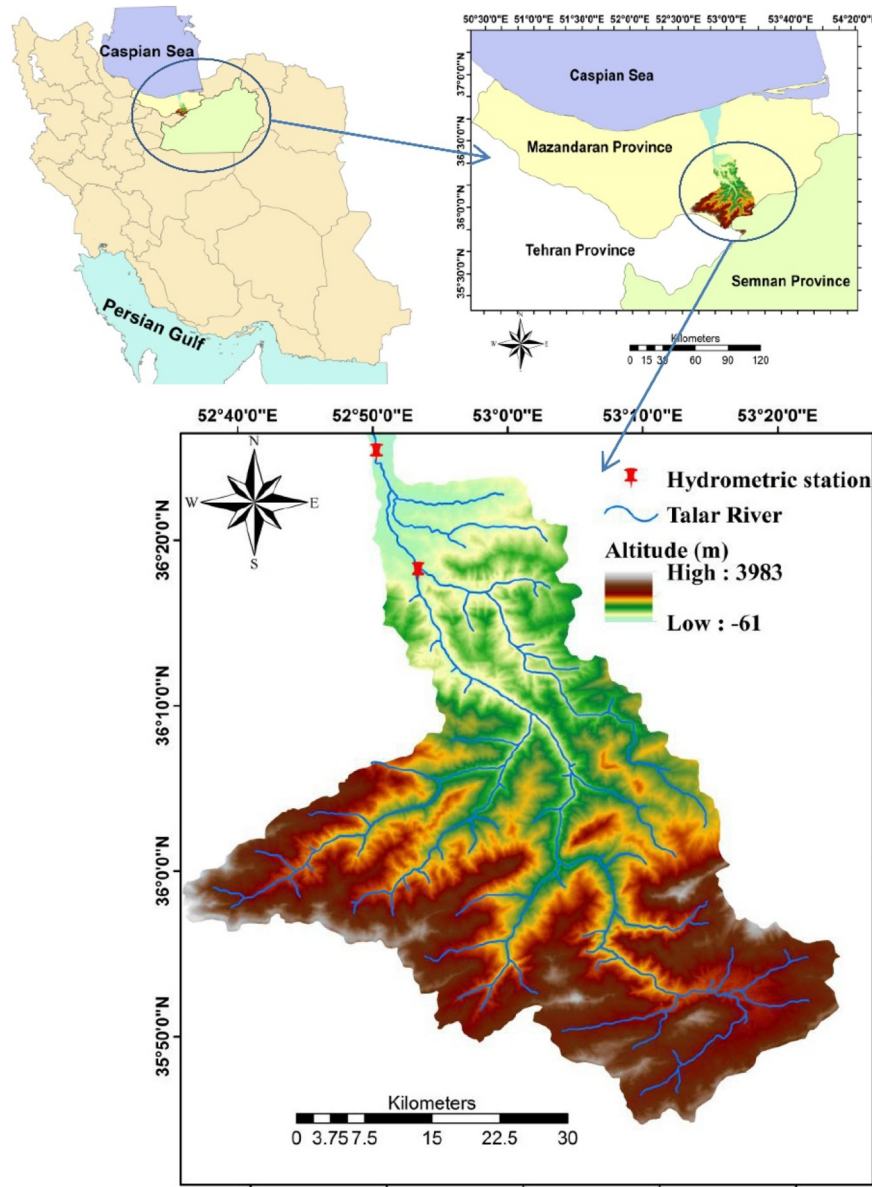 Caspian Sea
Persian Gulf
50°30'0"E 51°0'0"E 51°30'0"E 52°0'0"E 52°30'0"E 53°0'0"E 53°40'0"E 54°20'0"E
37°0'0"N
36°30'0"N
36°0'0"N
35°30'0"N
Caspian Sea
Mazandaran Province
Tehran Province
Semnan Province
N
W E
S
Kilometers
0 15 30 60 90 120
52°40'0"E 52°50'0"E 53°0'0"E 53°10'0"E 53°20'0"E
N
W E
S
Hydrometric station
Talar River
Altitude (m)
High : 3983
Low : -61
36°20'0"N
36°10'0"N
36°0'0"N
35°50'0"N
Kilometers
0 3.75 7.5 15 22.5 30